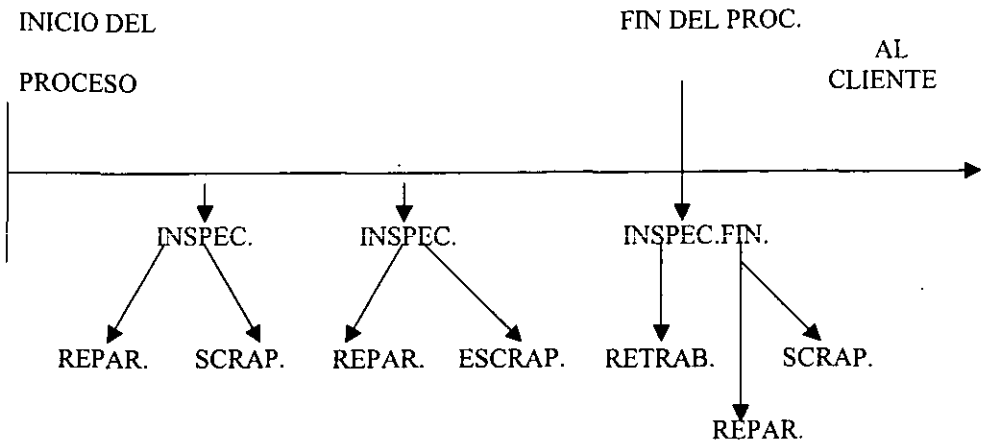 INICIO DEL
PROCESO
FIN DEL PROC.
AL
CLIENTE
INSPEC.
INSPEC.
INSPEC.FIN.
REPAR.
SCRAP.
REPAR.
ESCRAP.
RETRAB.
SCRAP.
REPAR.